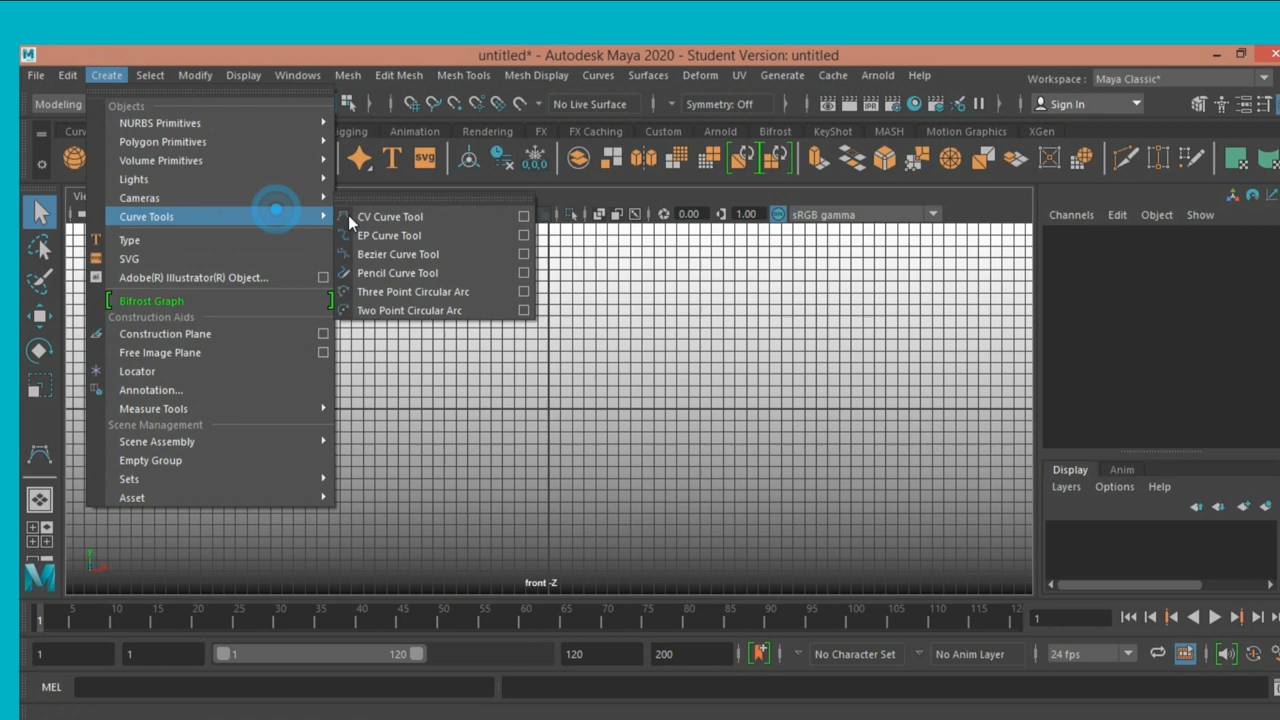 untitled* - Autodesk Maya 2020 - Student Version: untitled
File Edit Create Select Modify Display Windows Mesh Edit Mesh Mesh Tools Mesh Display Curves Surfaces Deform UV Generate Cache Arnold Help
Workspace : Maya Classic*
Modeling
No Live Surface
Symmetry: Off
Sign In
Animation Rendering FX FX Caching Custom Arnold Bifrost KeyShot MASH Motion Graphics XGen
0,0,0
Objects
NURBS Primitives
Polygon Primitives
Volume Primitives
Lights
Cameras
Curve Tools
Type
SVG
Adobe(R) Illustrator(R) Object...
Bifrost Graph
Construction Aids
Construction Plane
Free Image Plane
Locator
Annotation...
Measure Tools
Scene Management
Scene Assembly
Empty Group
Sets
Asset
CV Curve Tool
EP Curve Tool
Bezier Curve Tool
Pencil Curve Tool
Three Point Circular Arc
Two Point Circular Arc
0.00 1.00 sRGB gamma
Channels Edit Object Show
Display Anim
Layers Options Help
front -Z
5 10 15 20 25 30 35 40 45 50 55 60 65 70 75 80 85 90 95 100 105 110 115 12
1
1
1 1 1 120 120 200 No Character Set No Anim Layer 24 fps
MEL